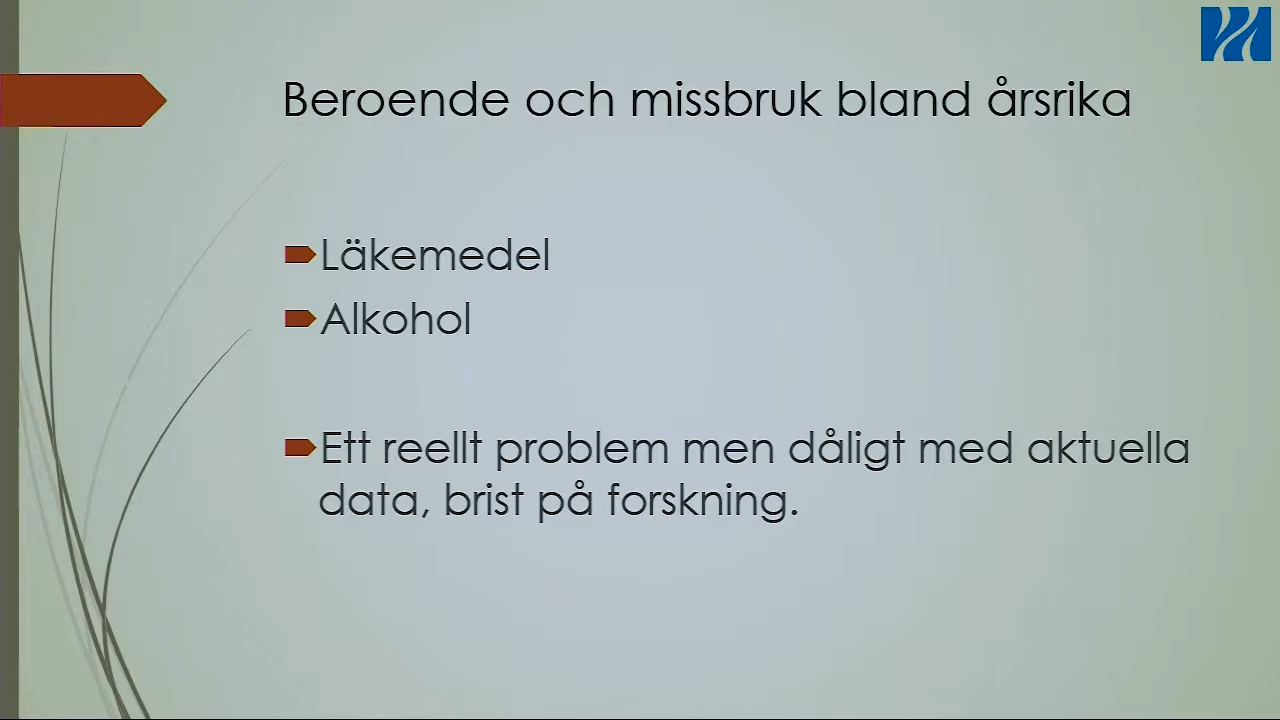 Beroende och missbruk bland årsrika
Läkemedel
Alkohol
Ett reellt problem men dåligt med aktuella
data, brist på forskning.